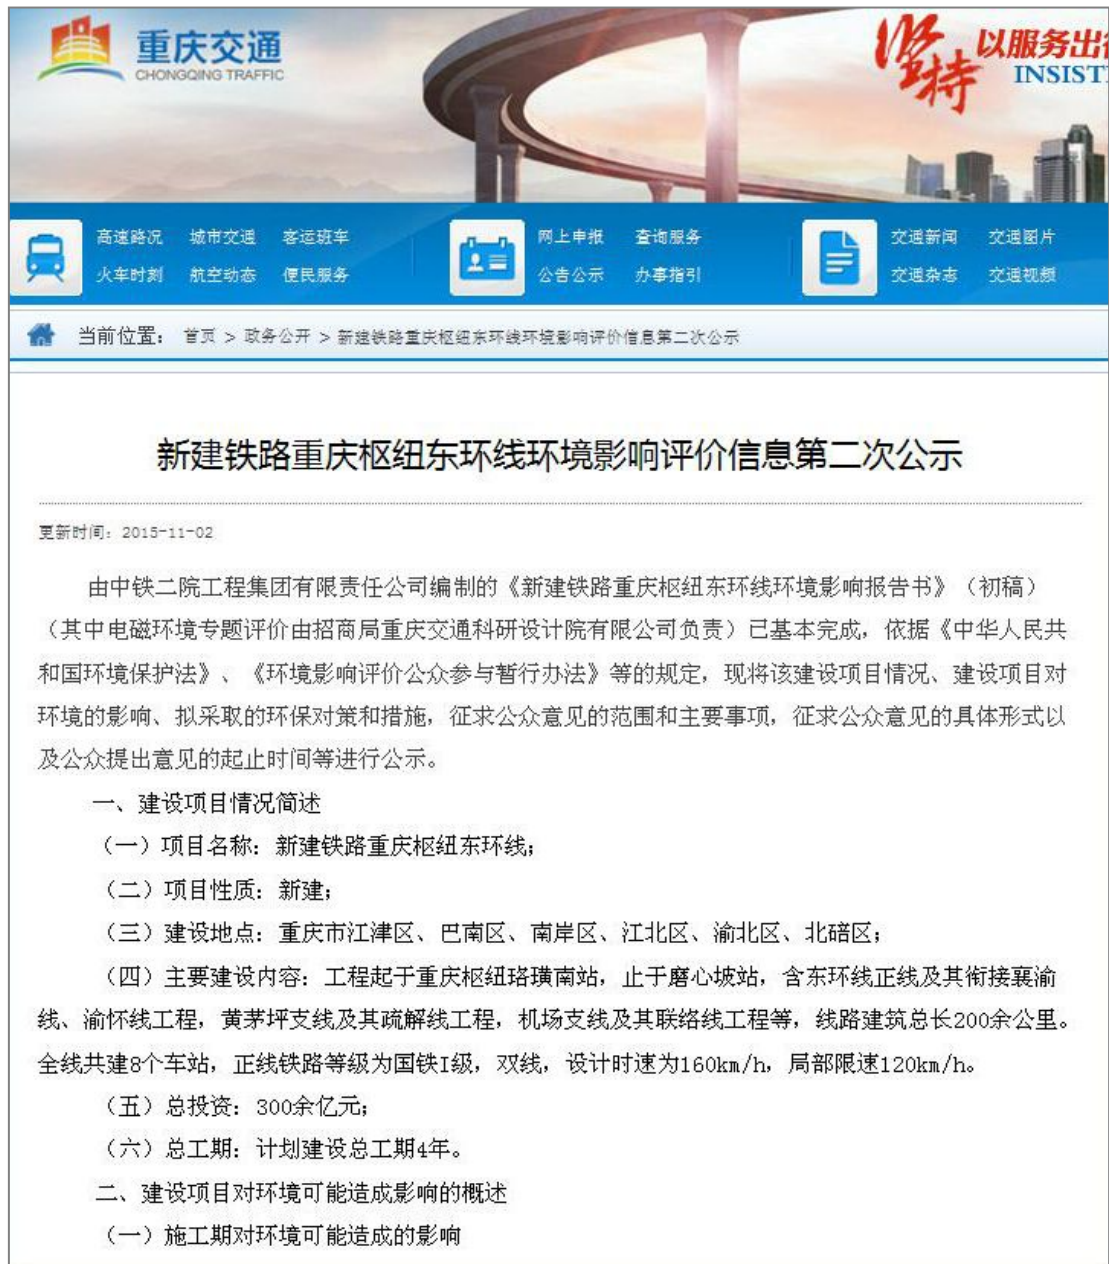 重庆交通
CHONGQING TRAFFIC
坚持 以服务出行
INSIST
高速路况 城市交通 客运班车
火车时刻 航空动态 便民服务
网上申报 查询服务
公告公示 办事指引
交通新闻 交通图片
交通杂志 交通视频
当前位置： 首页 > 政务公开 > 新建铁路重庆枢纽东环线环境影响评价信息第二次公示
新建铁路重庆枢纽东环线环境影响评价信息第二次公示
更新时间：2015-11-02
由中铁二院工程集团有限责任公司编制的《新建铁路重庆枢纽东环线环境影响报告书》（初稿）
（其中电磁环境专题评价由招商局重庆交通科研设计院有限公司负责）已基本完成，依据《中华人民共
和国环境保护法》、《环境影响评价公众参与暂行办法》等的规定，现将该建设项目情况、建设项目对
环境的影响、拟采取的环保对策和措施，征求公众意见的范围和主要事项，征求公众意见的具体形式以
及公众提出意见的起止时间等进行公示。
一、建设项目情况简述
（一）项目名称：新建铁路重庆枢纽东环线；
（二）项目性质：新建；
（三）建设地点：重庆市江津区、巴南区、南岸区、江北区、渝北区、北碚区；
（四）主要建设内容：工程起于重庆枢纽珞璜南站，止于磨心坡站，含东环线正线及其衔接襄渝
线、渝怀线工程，黄茅坪支线及其疏解线工程，机场支线及其联络线工程等，线路建筑总长200余公里。
全线共建8个车站，正线铁路等级为国铁I级，双线，设计时速为160km/h，局部限速120km/h。
（五）总投资：300余亿元；
（六）总工期：计划建设总工期4年。
二、建设项目对环境可能造成影响的概述
（一）施工期对环境可能造成的影响